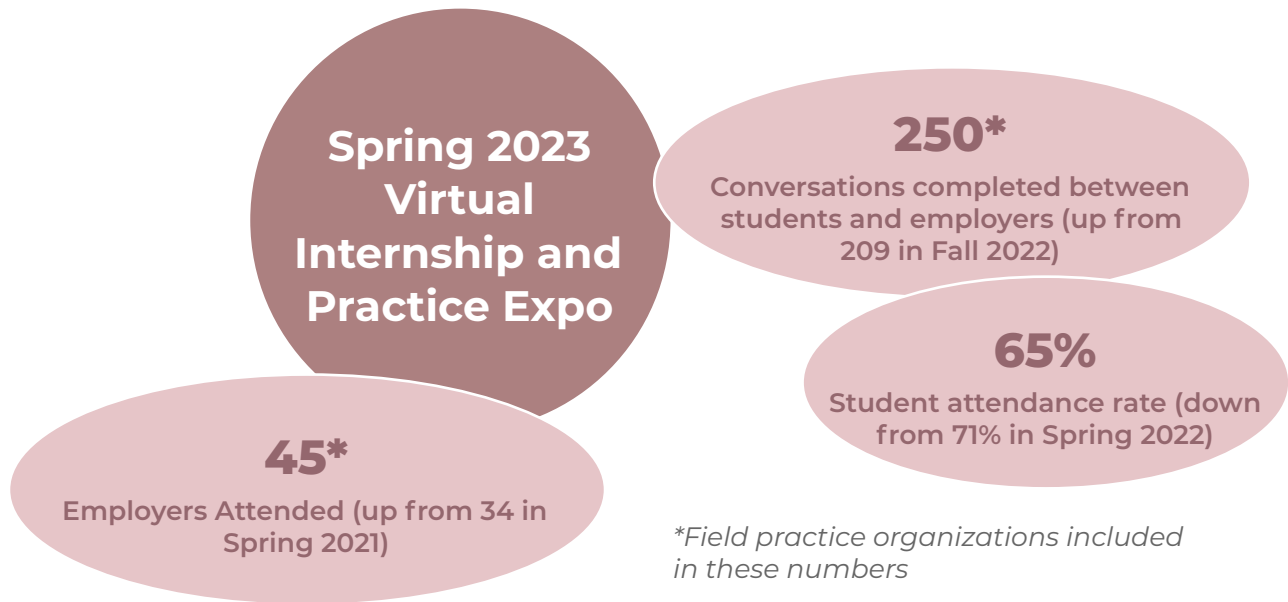 Spring 2023
Virtual
Internship and
Practice Expo
250*
Conversations completed between
students and employers (up from
209 in Fall 2022)
65%
Student attendance rate (down
from 71% in Spring 2022)
45*
Employers Attended (up from 34 in
Spring 2021)
*Field practice organizations included
in these numbers